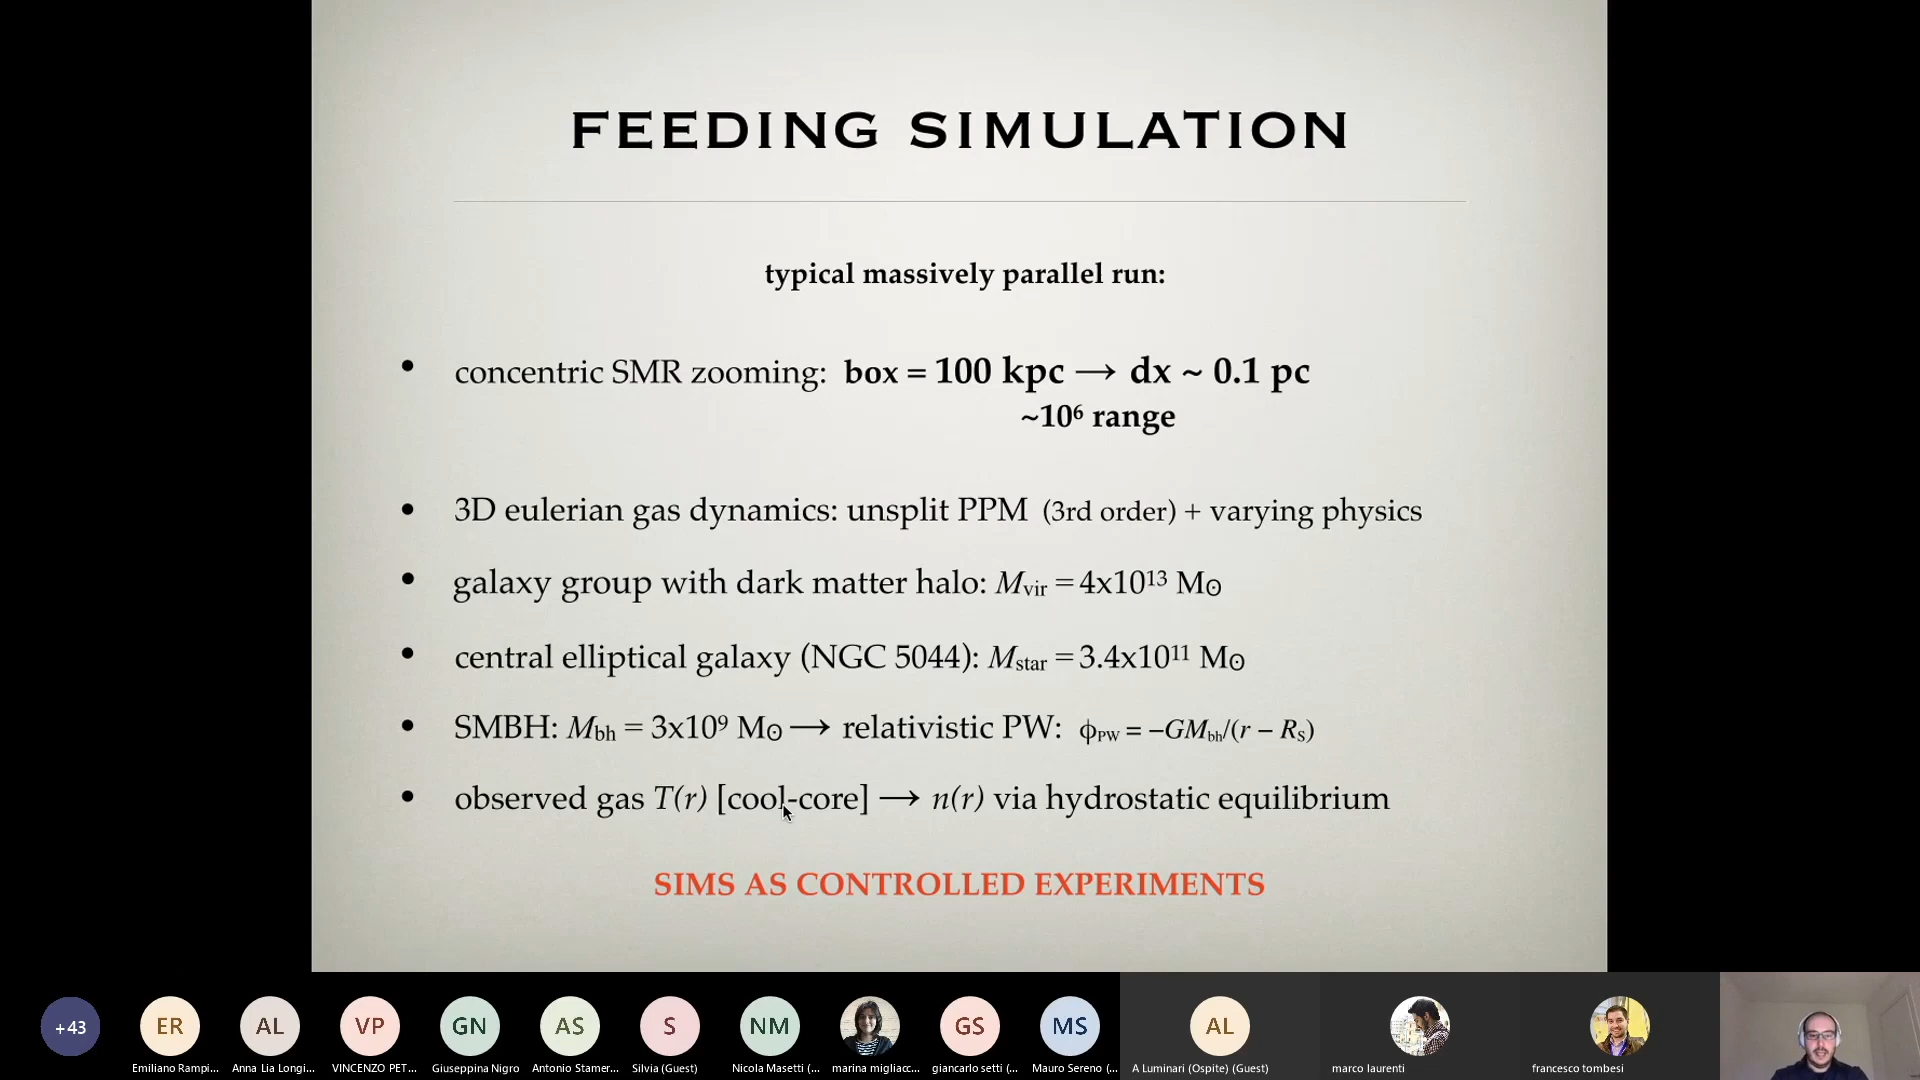 FEEDING SIMULATION
typical massively parallel run:
• concentric SMR zooming: box = 100 kpc → dx ~ 0.1 pc
~10⁶ range
• 3D eulerian gas dynamics: unsplit PPM (3rd order) + varying physics
• galaxy group with dark matter halo: Mvir = 4x10¹³ M⊙
• central elliptical galaxy (NGC 5044): Mstar = 3.4x10¹¹ M⊙
• SMBH: Mbh = 3x10⁹ M⊙ → relativistic PW: ϕPW = −GMbh/(r − RS)
• observed gas T(r) [cool-core] → n(r) via hydrostatic equilibrium
SIMS AS CONTROLLED EXPERIMENTS
+43 ER AL VP GN AS S NM GS MS AL
Emiliano Rampi... Anna Lia Longi... VINCENZO PET... Giuseppina Nigro Antonio Stamer... Silvia (Guest) Nicola Masetti (... marina migliacc... giancarlo setti (... Mauro Sereno (... A Luminari (Ospite) (Guest) marco laurenti francesco tombesi